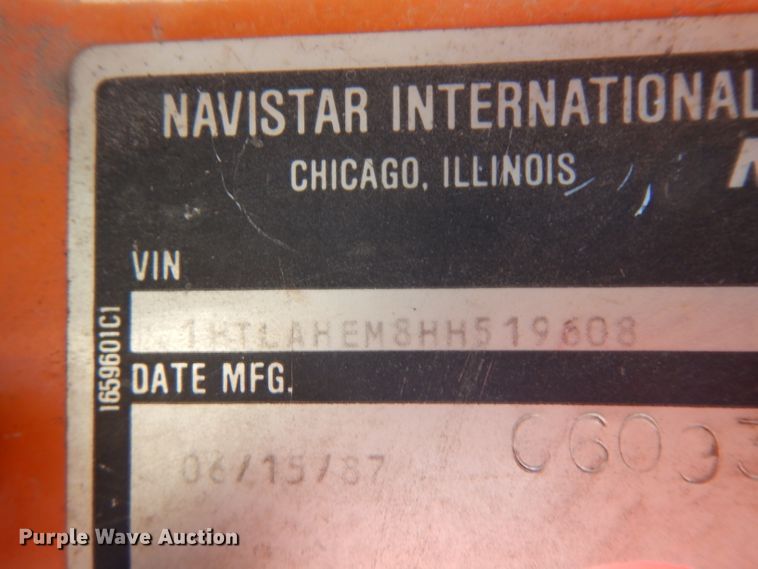 NAVISTAR INTERNATIONAL
CHICAGO, ILLINOIS
VIN
1HTLAHEM8HH519608
DATE MFG.
06/15/87
1659601C1
Purple Wave Auction